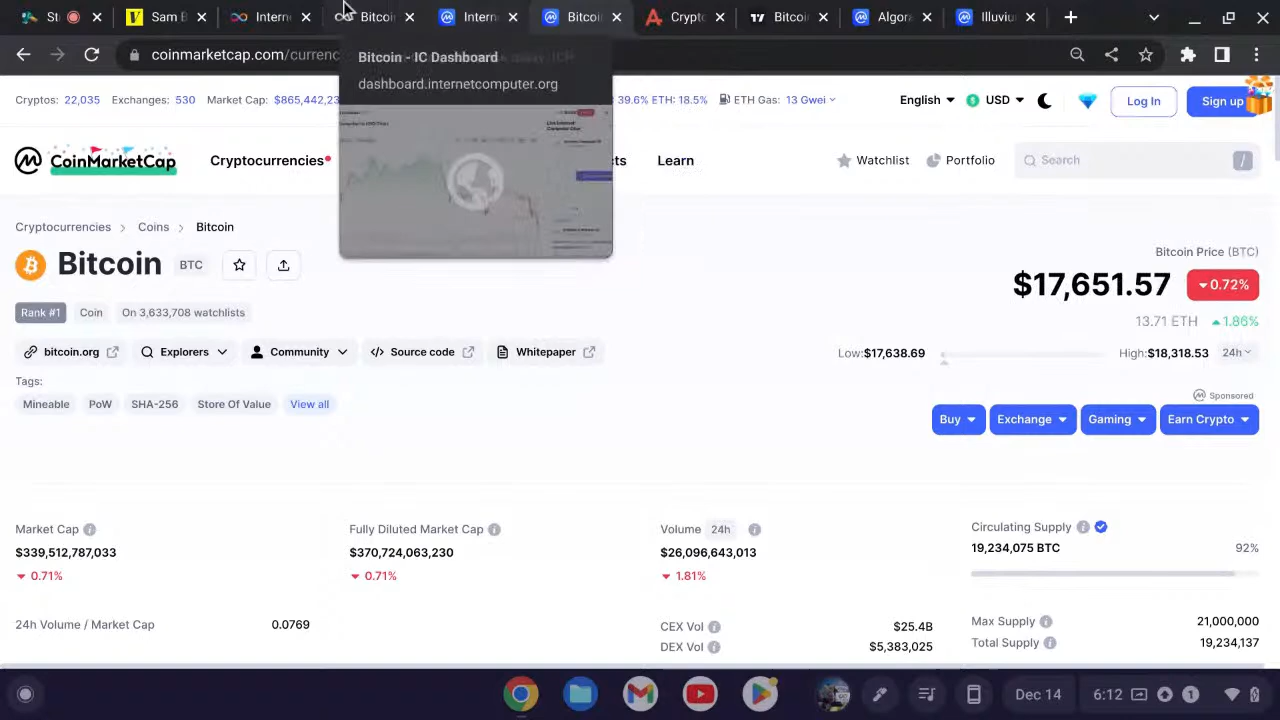 St
Sam B
Intern
Bitcoin
Intern
Bitcoin
Crypto
Bitcoin
Algora
Illuviu
coinmarketcap.com/currenc
Bitcoin - IC Dashboard
dashboard.internetcomputer.org
Cryptos: 22,035 Exchanges: 530 Market Cap: $865,442,23
39.6% ETH: 18.5% ETH Gas: 13 Gwei
English USD Log In Sign up
CoinMarketCap Cryptocurrencies
ts Learn Watchlist Portfolio Search /
Cryptocurrencies Coins Bitcoin
Bitcoin BTC
Bitcoin Price (BTC)
$17,651.57 0.72%
13.71 ETH 1.86%
Rank #1 Coin On 3,633,708 watchlists
bitcoin.org Explorers Community Source code Whitepaper
Low:$17,638.69 High:$18,318.53 24h
Tags:
Mineable PoW SHA-256 Store Of Value View all
Sponsored
Buy Exchange Gaming Earn Crypto
Market Cap
$339,512,787,033
0.71%
24h Volume / Market Cap 0.0769
Fully Diluted Market Cap
$370,724,063,230
0.71%
Volume 24h
$26,096,643,013
1.81%
CEX Vol $25.4B
DEX Vol $5,383,025
Circulating Supply
19,234,075 BTC 92%
Max Supply 21,000,000
Total Supply 19,234,137
Dec 14 6:12 1